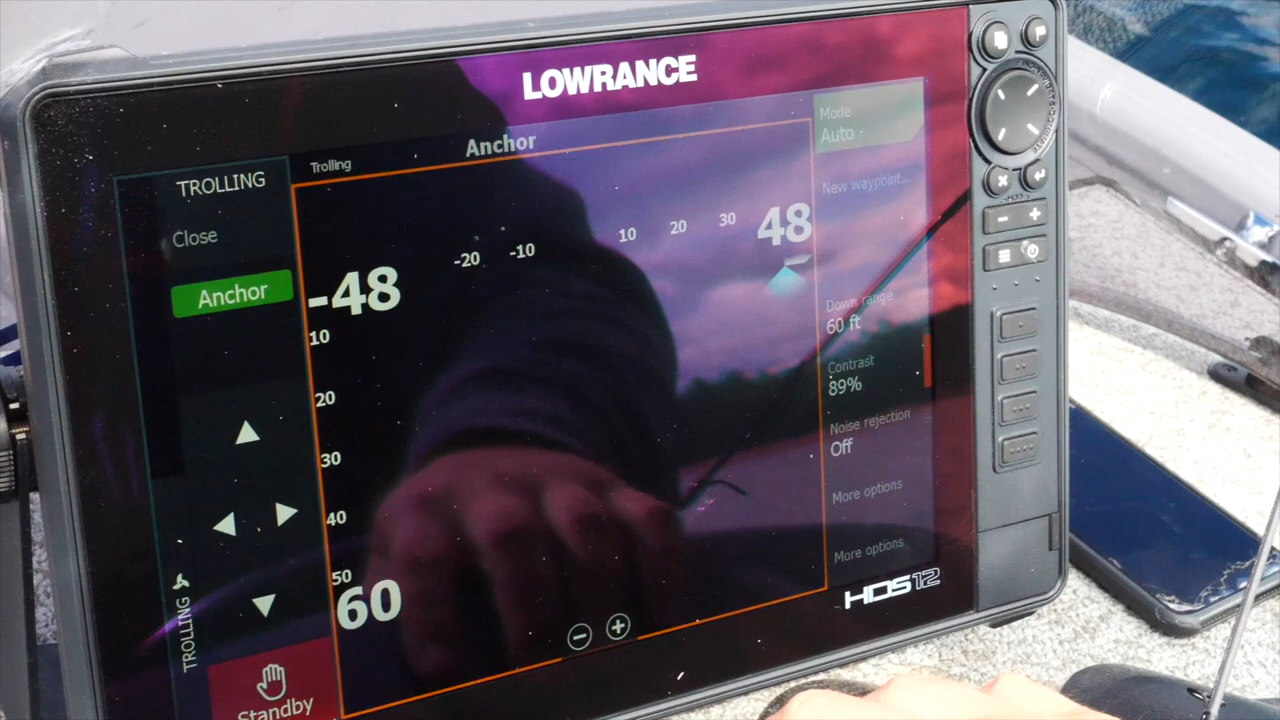 LOWRANCE
TROLLING
Trolling
Anchor
Mode
Auto
Close
New waypoint...
Anchor
-48
-20
-10
10
20
30
48
10
20
30
40
50
60
Down range
60 ft
Contrast
89%
Noise rejection
Off
More options
More options
TROLLING
Standby
HDS12